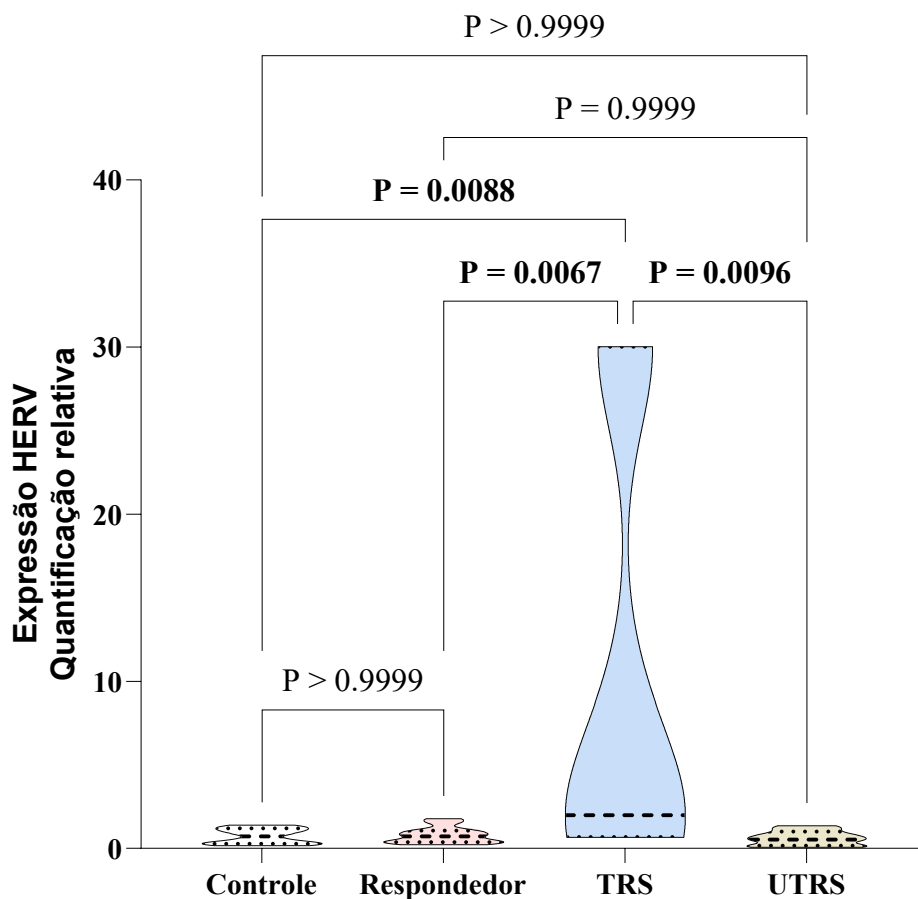 P > 0.9999
P = 0.9999
40
P = 0.0088
P = 0.0067
P = 0.0096
30
Expressão HERV
Quantificação relativa
20
10
P > 0.9999
0
Controle
Respondedor
TRS
UTRS